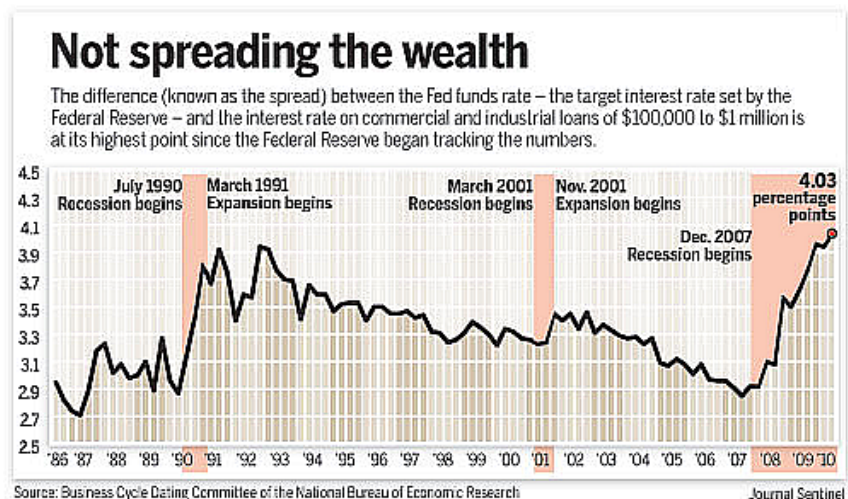 Not spreading the wealth
The difference (known as the spread) between the Fed funds rate – the target interest rate set by the
Federal Reserve – and the interest rate on commercial and industrial loans of $100,000 to $1 million is
at its highest point since the Federal Reserve began tracking the numbers.
4.5
4.3
4.1
3.9
3.7
3.5
3.3
3.1
2.9
2.7
2.5
July 1990
Recession begins
March 1991
Expansion begins
March 2001
Recession begins
Nov. 2001
Expansion begins
Dec. 2007
Recession begins
4.03
percentage
points
'86 '87 '88 '89 '90 '91 '92 '93 '94 '95 '96 '97 '98 '99 '00 '01 '02 '03 '04 '05 '06 '07 '08 '09 '10
Source: Business Cycle Dating Committee of the National Bureau of Economic Research
Journal Sentinel